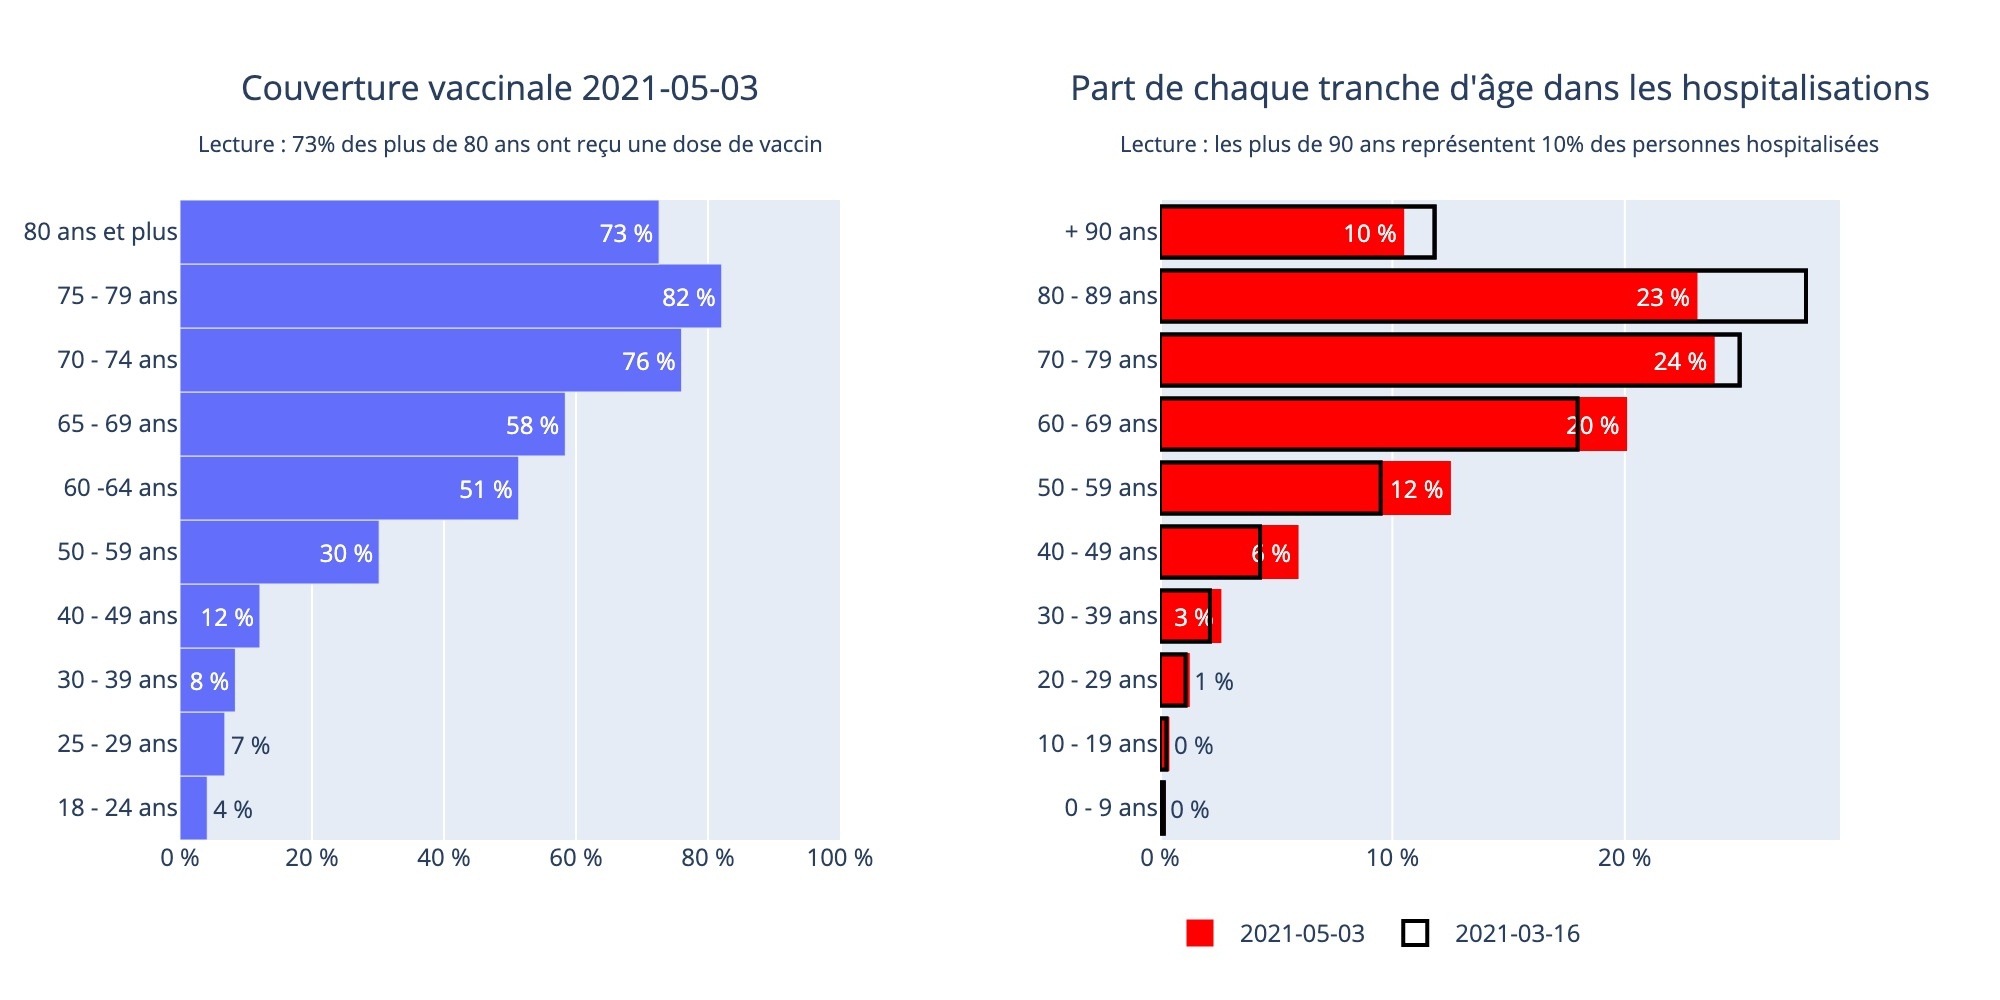 Couverture vaccinale 2021-05-03
Lecture : 73% des plus de 80 ans ont reçu une dose de vaccin
80 ans et plus 73 %
75 - 79 ans 82 %
70 - 74 ans 76 %
65 - 69 ans 58 %
60 -64 ans 51 %
50 - 59 ans 30 %
40 - 49 ans 12 %
30 - 39 ans 8 %
25 - 29 ans 7 %
18 - 24 ans 4 %
0 % 20 % 40 % 60 % 80 % 100 %
Part de chaque tranche d'âge dans les hospitalisations
Lecture : les plus de 90 ans représentent 10% des personnes hospitalisées
+ 90 ans 10 %
80 - 89 ans 23 %
70 - 79 ans 24 %
60 - 69 ans 20 %
50 - 59 ans 12 %
40 - 49 ans 6 %
30 - 39 ans 3 %
20 - 29 ans 1 %
10 - 19 ans 0 %
0 - 9 ans 0 %
0 % 10 % 20 %
2021-05-03 2021-03-16